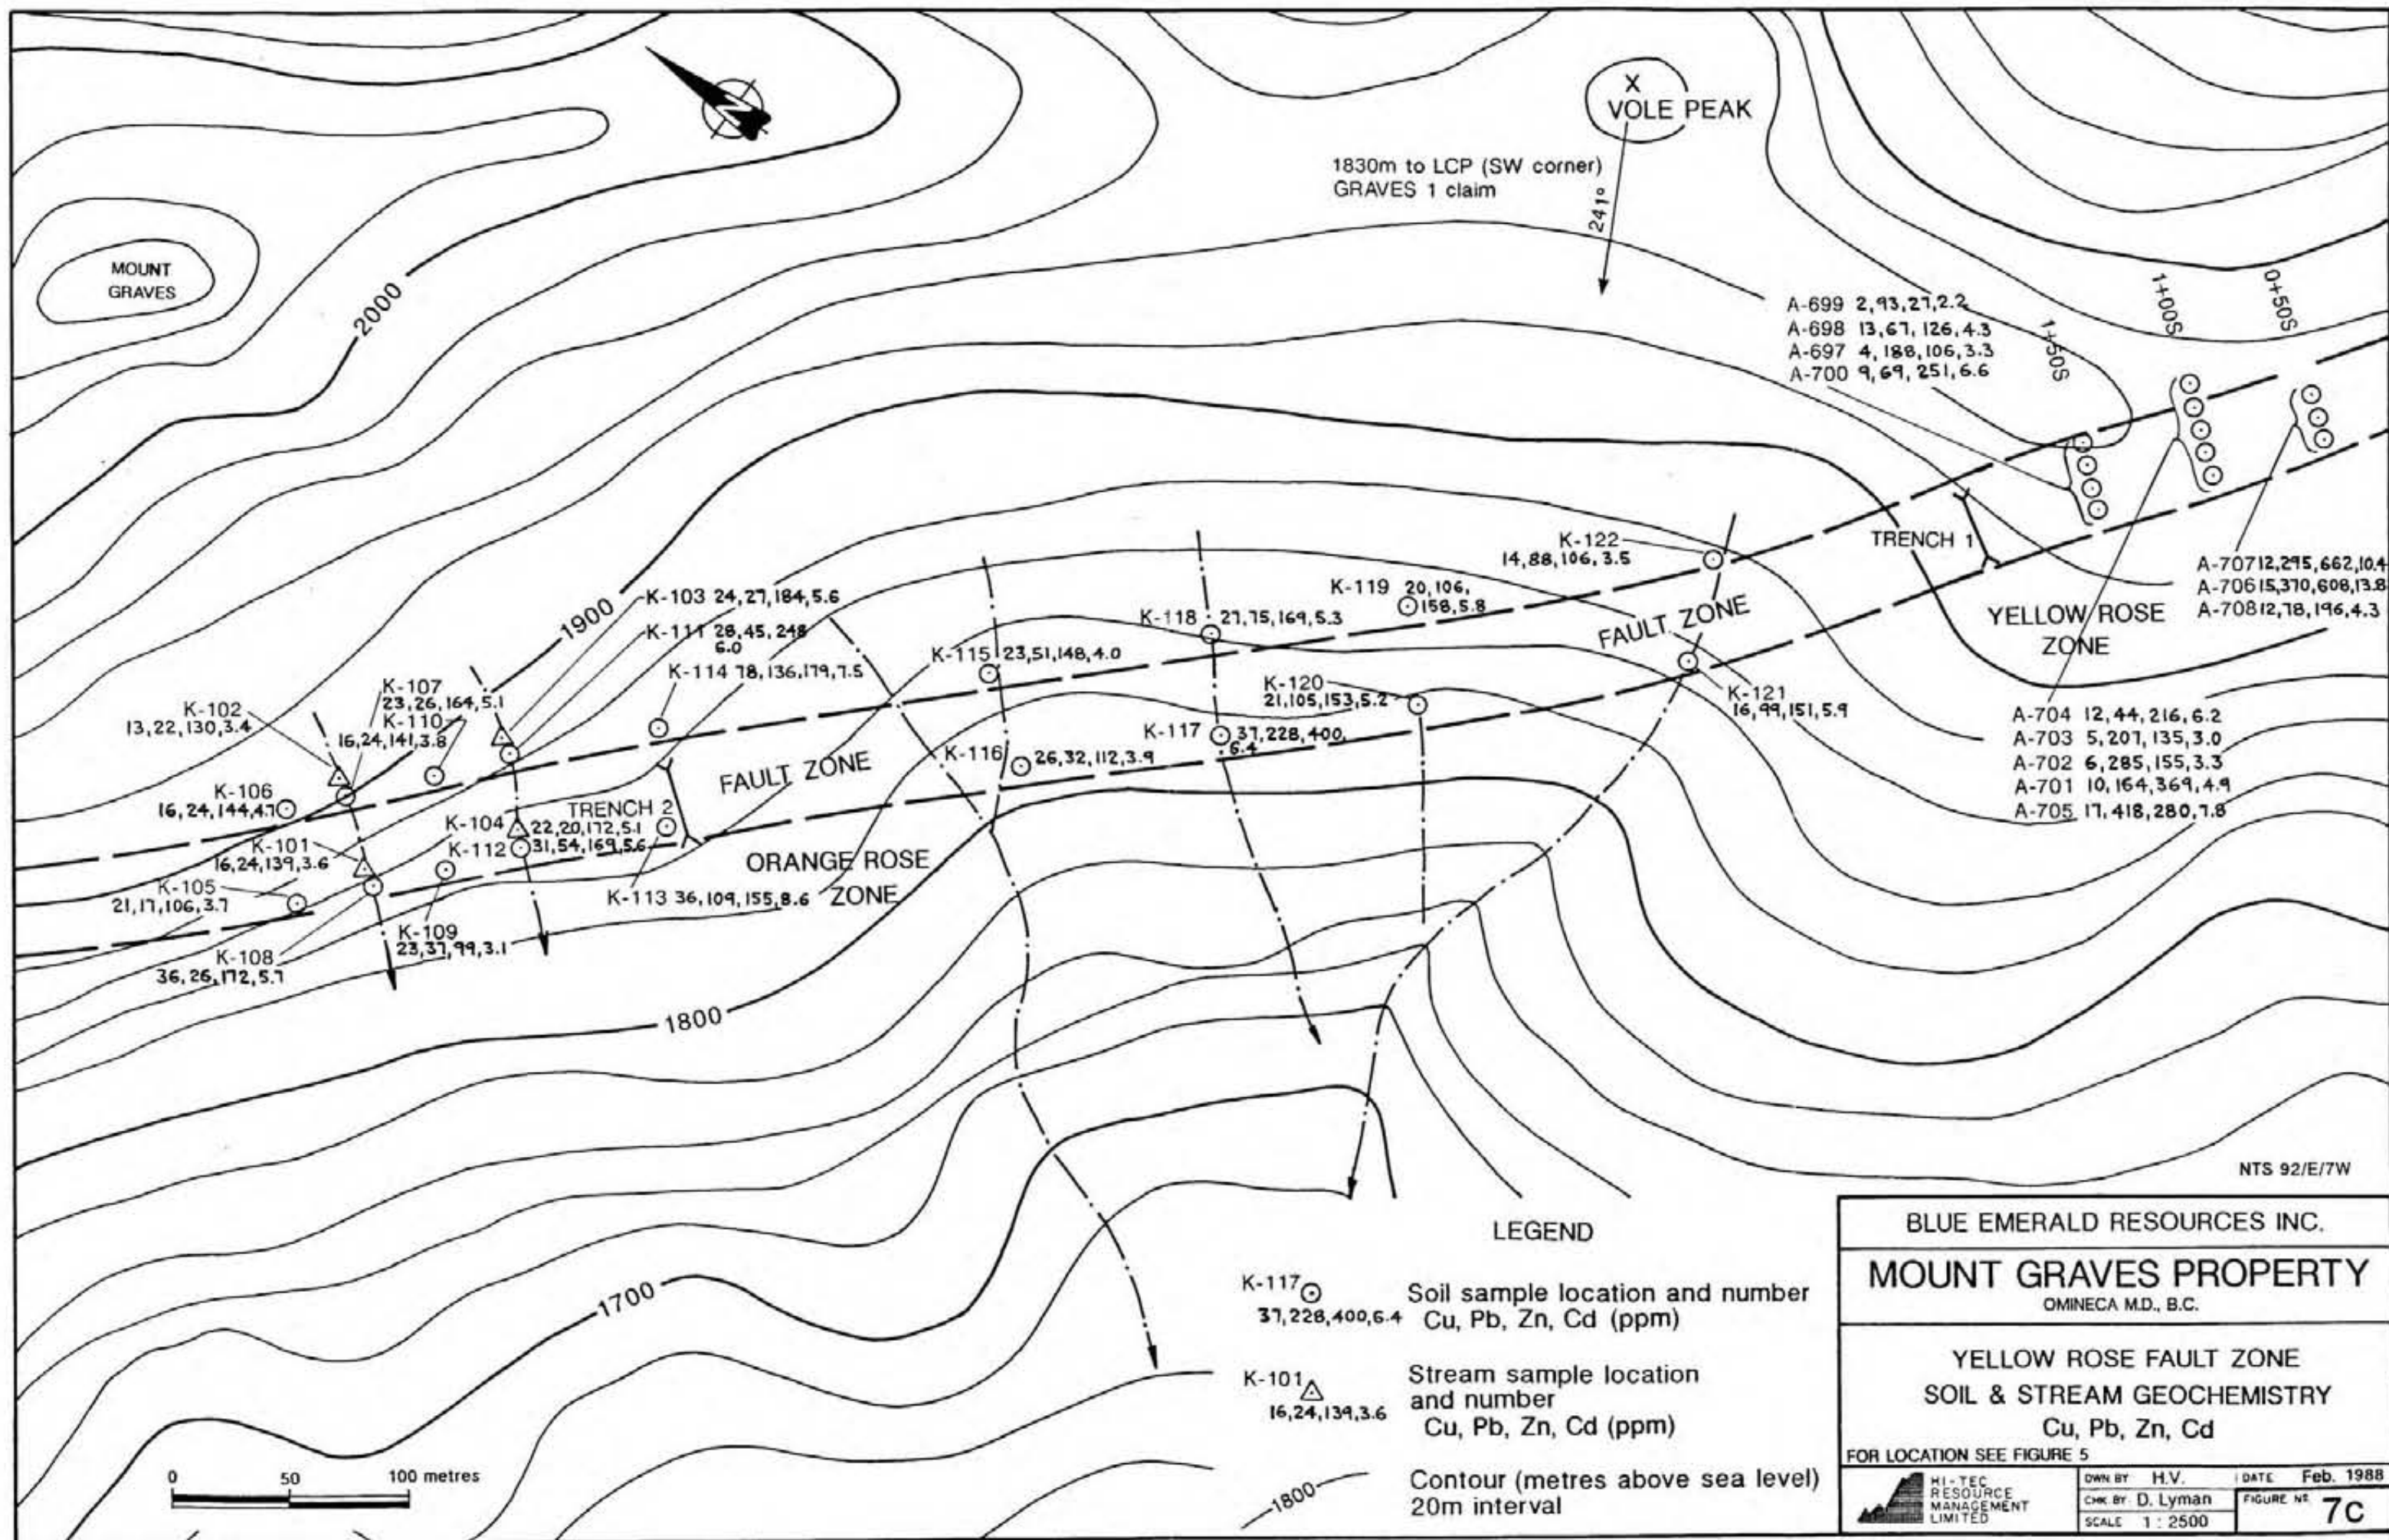 N
X
VOLE PEAK
1830m to LCP (SW corner)
GRAVES 1 claim
241°
MOUNT
GRAVES
2000
1+00S
0+50S
1+50S
A-699 2,93,27,2.2
A-698 13,67,126,4.3
A-697 4,188,106,3.3
A-700 9,69,251,6.6
TRENCH 1
K-122
14,88,106,3.5
A-707 12,295,662,10.4
A-706 15,370,608,13.8
A-708 12,78,196,4.3
YELLOW ROSE
ZONE
FAULT ZONE
K-119 20,106,
158,5.8
K-118 27,75,169,5.3
1900
K-103 24,27,184,5.6
K-111 28,45,248
6.0
K-114 78,136,179,7.5
K-115 23,51,148,4.0
K-120
21,105,153,5.2
K-121
16,99,151,5.9
K-107
23,26,164,5.1
K-102
13,22,130,3.4
K-110
16,24,141,3.8
K-117 37,228,400,
6.4
K-116 26,32,112,3.9
FAULT ZONE
A-704 12,44,216,6.2
A-703 5,207,135,3.0
A-702 6,285,155,3.3
A-701 10,164,369,4.9
A-705 17,418,280,7.8
K-106
16,24,144,4.7
TRENCH 2
K-104 22,20,172,5.1
K-112 31,54,169,5.6
K-101
16,24,139,3.6
ORANGE ROSE
ZONE
K-105
21,17,106,3.7
K-113 36,109,155,8.6
K-109
23,37,99,3.1
K-108
36,26,172,5.7
1800
1700
NTS 92/E/7W
LEGEND
K-117
37,228,400,6.4
Soil sample location and number
Cu, Pb, Zn, Cd (ppm)
K-101
16,24,139,3.6
Stream sample location
and number
Cu, Pb, Zn, Cd (ppm)
1800
Contour (metres above sea level)
20m interval
0 50 100 metres
BLUE EMERALD RESOURCES INC.
MOUNT GRAVES PROPERTY
OMINECA M.D., B.C.
YELLOW ROSE FAULT ZONE
SOIL & STREAM GEOCHEMISTRY
Cu, Pb, Zn, Cd
FOR LOCATION SEE FIGURE 5
HI-TEC
RESOURCE
MANAGEMENT
LIMITED
DWN BY H.V.
DATE Feb. 1988
CHK. BY D. Lyman
FIGURE Nº 7C
SCALE 1 : 2500